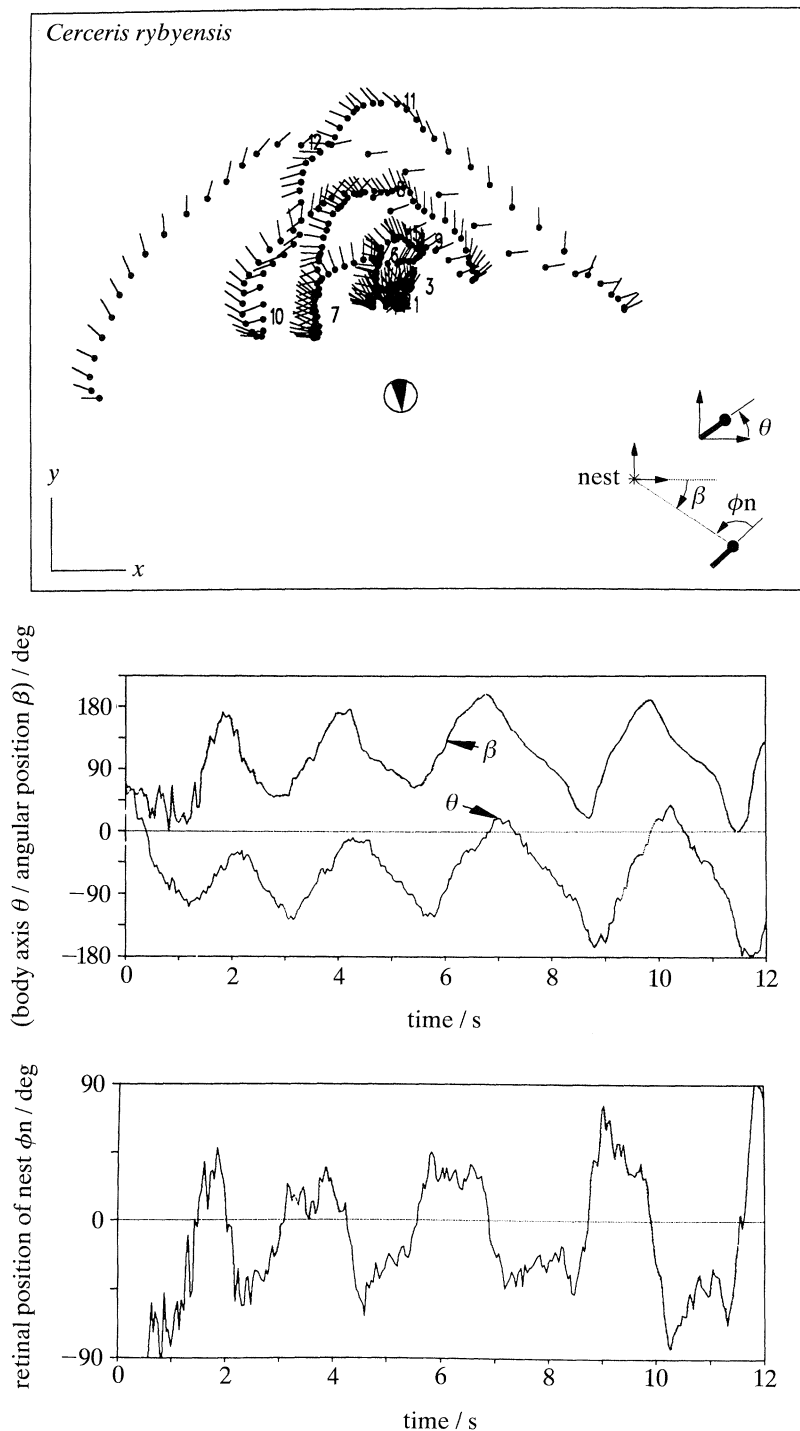 Cerceris rybyensis
11
12
8
9
6
3
1
10
7
y
x
θ
nest
β
ϕn
(body axis θ / angular position β) / deg
180
90
0
−90
−180
β
θ
0 2 4 6 8 10 12
time / s
retinal position of nest ϕn / deg
90
0
−90
0 2 4 6 8 10 12
time / s